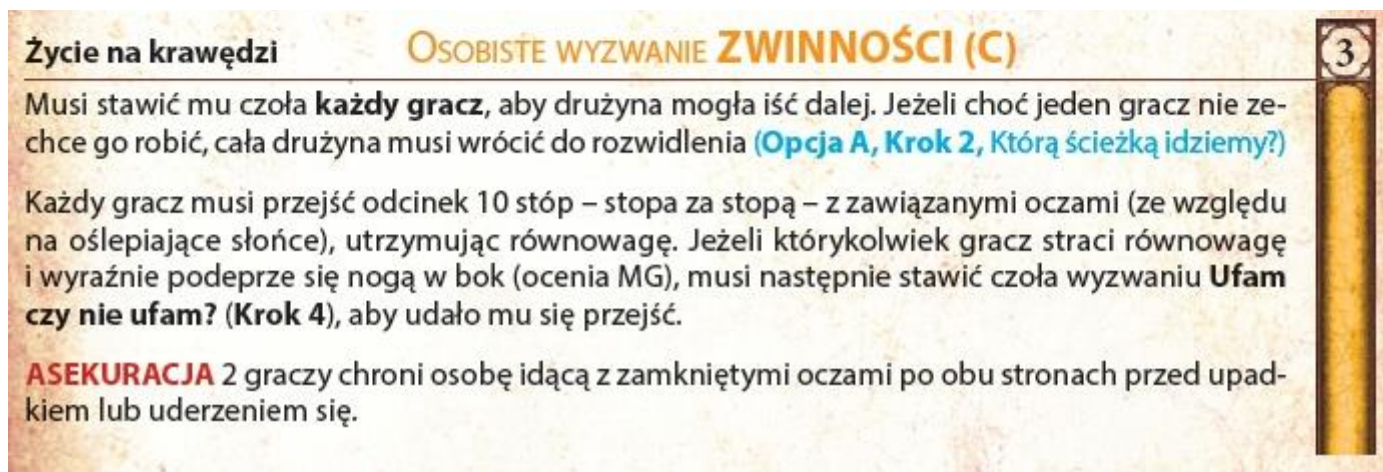 Życie na krawędzi OSOBISTE WYZWANIE ZWINNOŚCI (C) 3
Musi stawić mu czoła każdy gracz, aby drużyna mogła iść dalej. Jeżeli choć jeden gracz nie ze-
chce go robić, cała drużyna musi wrócić do rozwidlenia (Opcja A, Krok 2, Którą ścieżką idziemy?)
Każdy gracz musi przejść odcinek 10 stóp – stopa za stopą – z zawiązanymi oczami (ze względu
na oślepiające słońce), utrzymując równowagę. Jeżeli którykolwiek gracz straci równowagę
i wyraźnie podeprze się nogą w bok (ocenia MG), musi następnie stawić czoła wyzwaniu Ufam
czy nie ufam? (Krok 4), aby udało mu się przejść.
ASEKURACJA 2 graczy chroni osobę idącą z zamkniętymi oczami po obu stronach przed upad-
kiem lub uderzeniem się.